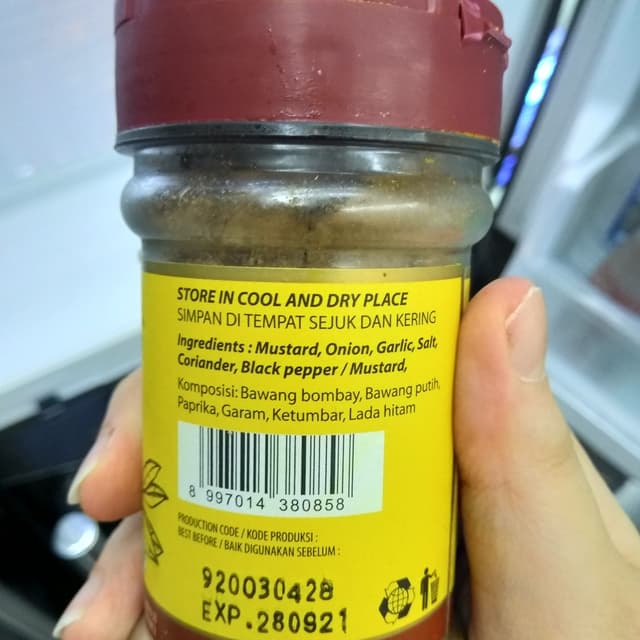 STORE IN COOL AND DRY PLACE
SIMPAN DI TEMPAT SEJUK DAN KERING
Ingredients : Mustard, Onion, Garlic, Salt,
Coriander, Black pepper / Mustard,
Komposisi: Bawang bombay, Bawang putih,
Paprika, Garam, Ketumbar, Lada hitam
8 997014 380858
PRODUCTION CODE / KODE PRODUKSI :
BEST BEFORE / BAIK DIGUNAKAN SEBELUM :
920030428
EXP.280921